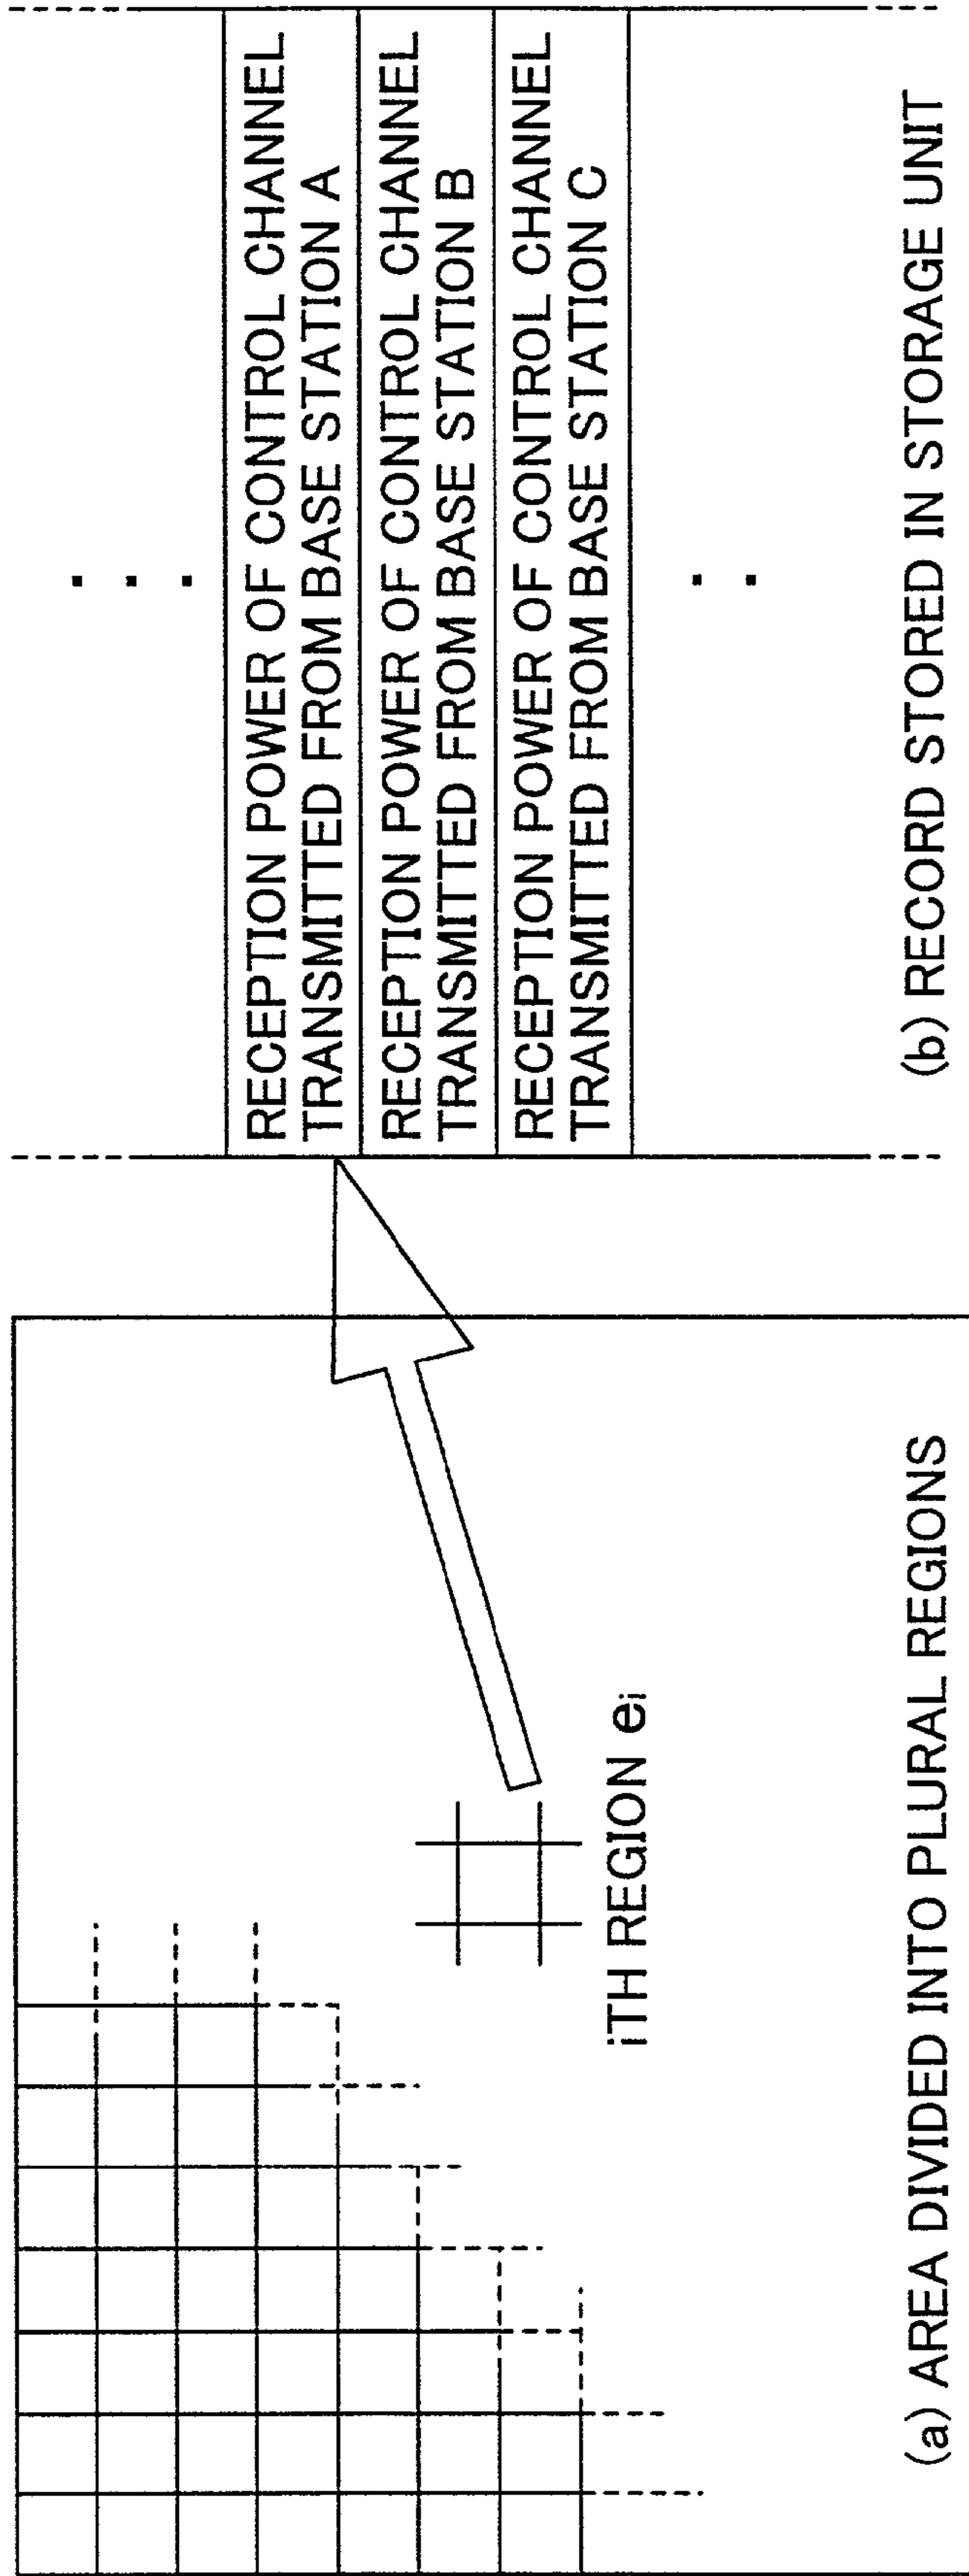 iTH REGION ei
(a) AREA DIVIDED INTO PLURAL REGIONS
RECEPTION POWER OF CONTROL CHANNEL
TRANSMITTED FROM BASE STATION A
RECEPTION POWER OF CONTROL CHANNEL
TRANSMITTED FROM BASE STATION B
RECEPTION POWER OF CONTROL CHANNEL
TRANSMITTED FROM BASE STATION C
(b) RECORD STORED IN STORAGE UNIT